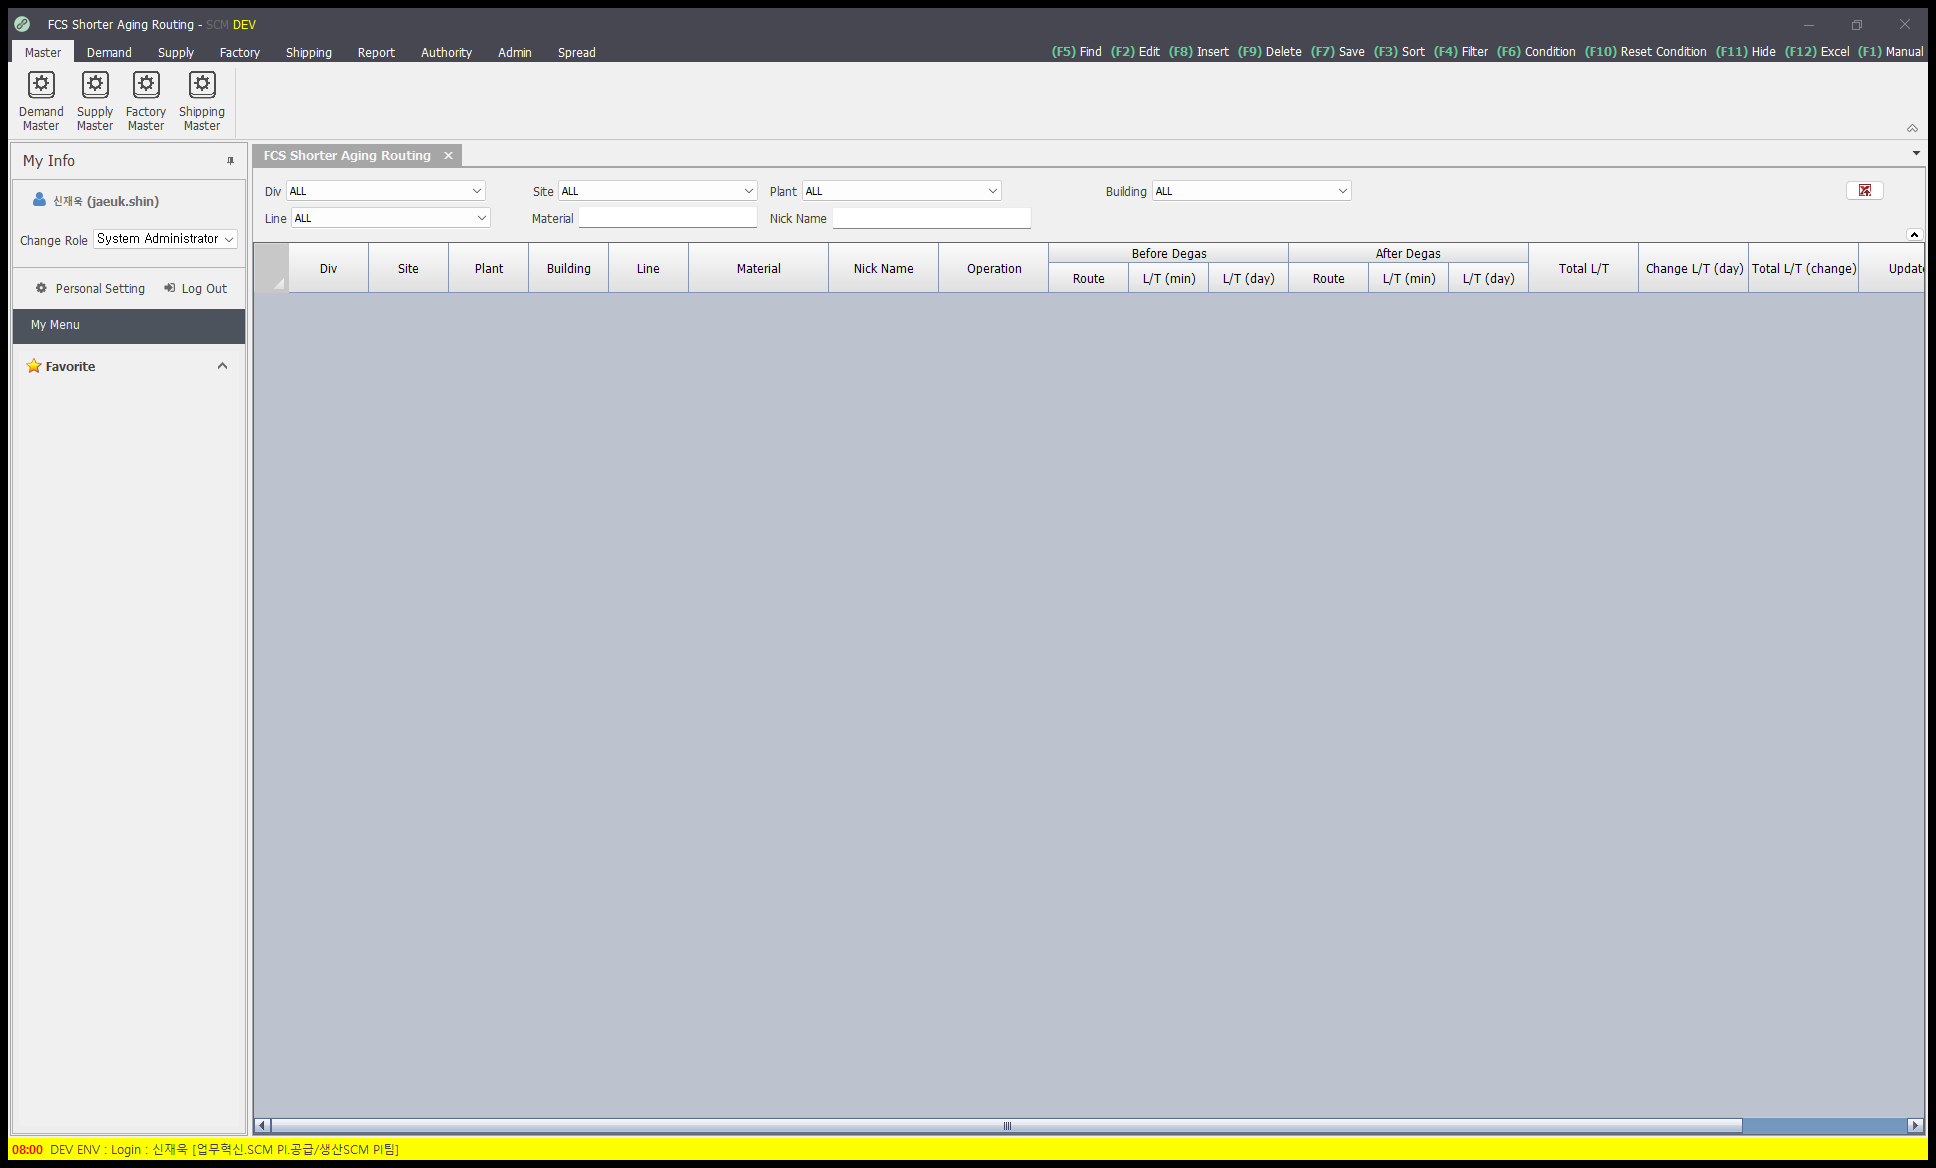 FCS Shorter Aging Routing - SCM DEV
Master Demand Supply Factory Shipping Report Authority Admin Spread (F5) Find (F2) Edit (F8) Insert (F9) Delete (F7) Save (F3) Sort (F4) Filter (F6) Condition (F10) Reset Condition (F11) Hide (F12) Excel (F1) Manual
Demand Master
Supply Master
Factory Master
Shipping Master
My Info
신재욱 (jaeuk.shin)
Change Role System Administrator
Personal Setting Log Out
My Menu
Favorite
FCS Shorter Aging Routing
Div ALL Site ALL Plant ALL Building ALL
Line ALL Material Nick Name
Before Degas After Degas
Div Site Plant Building Line Material Nick Name Operation Route L/T (min) L/T (day) Route L/T (min) L/T (day) Total L/T Change L/T (day) Total L/T (change) Update
08:00 DEV ENV : Login : 신재욱 [업무혁신.SCM PI.공급/생산SCM PI팀]